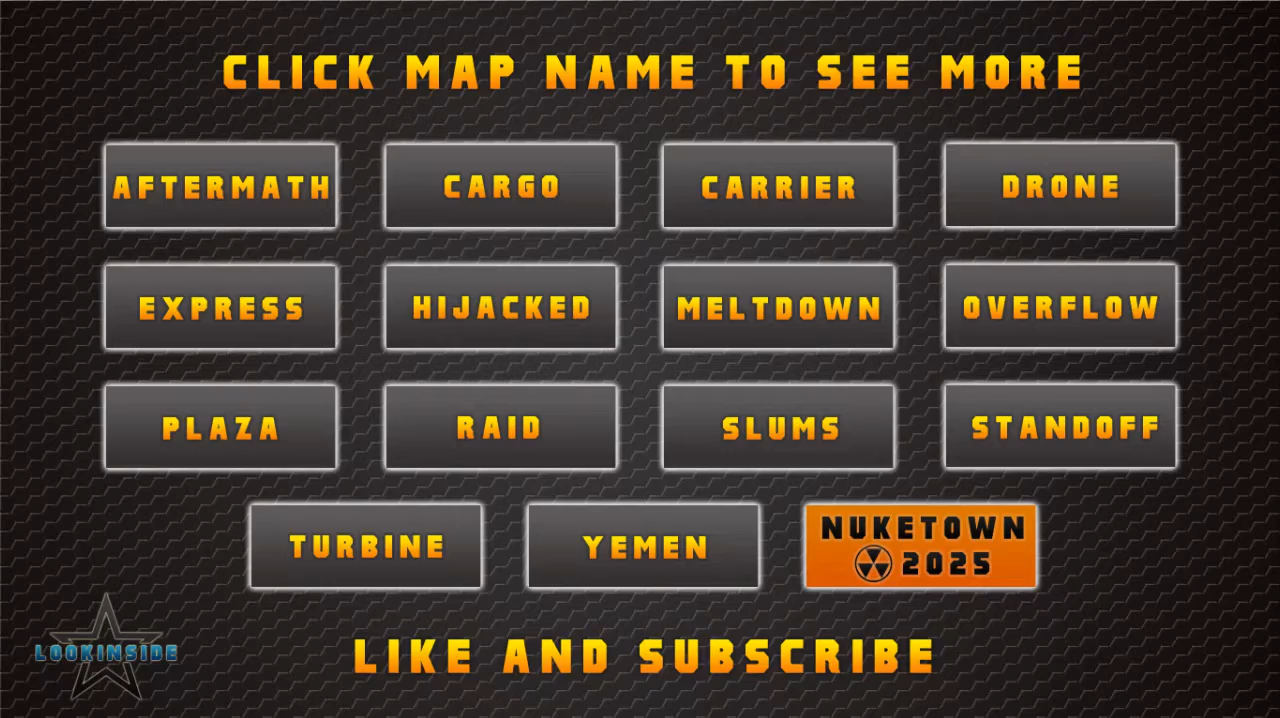 CLICK MAP NAME TO SEE MORE
AFTERMATH
CARGO
CARRIER
DRONE
EXPRESS
HIJACKED
MELTDOWN
OVERFLOW
PLAZA
RAID
SLUMS
STANDOFF
TURBINE
YEMEN
NUKETOWN
2025
LOOKINSIDE
LIKE AND SUBSCRIBE